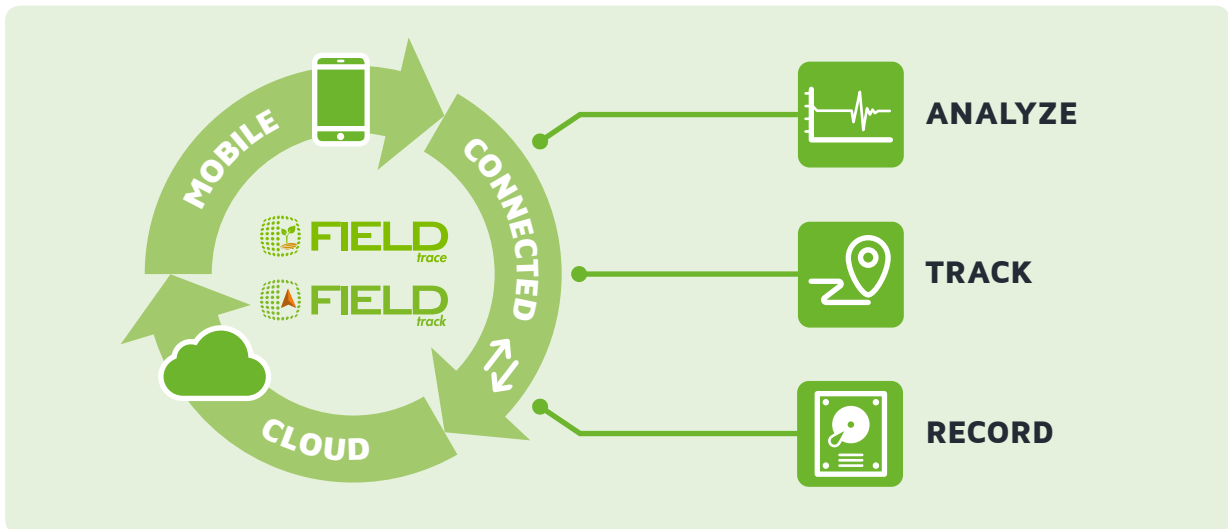 MOBILE
CONNECTED
CLOUD
FIELD
trace
FIELD
track
ANALYZE
TRACK
RECORD